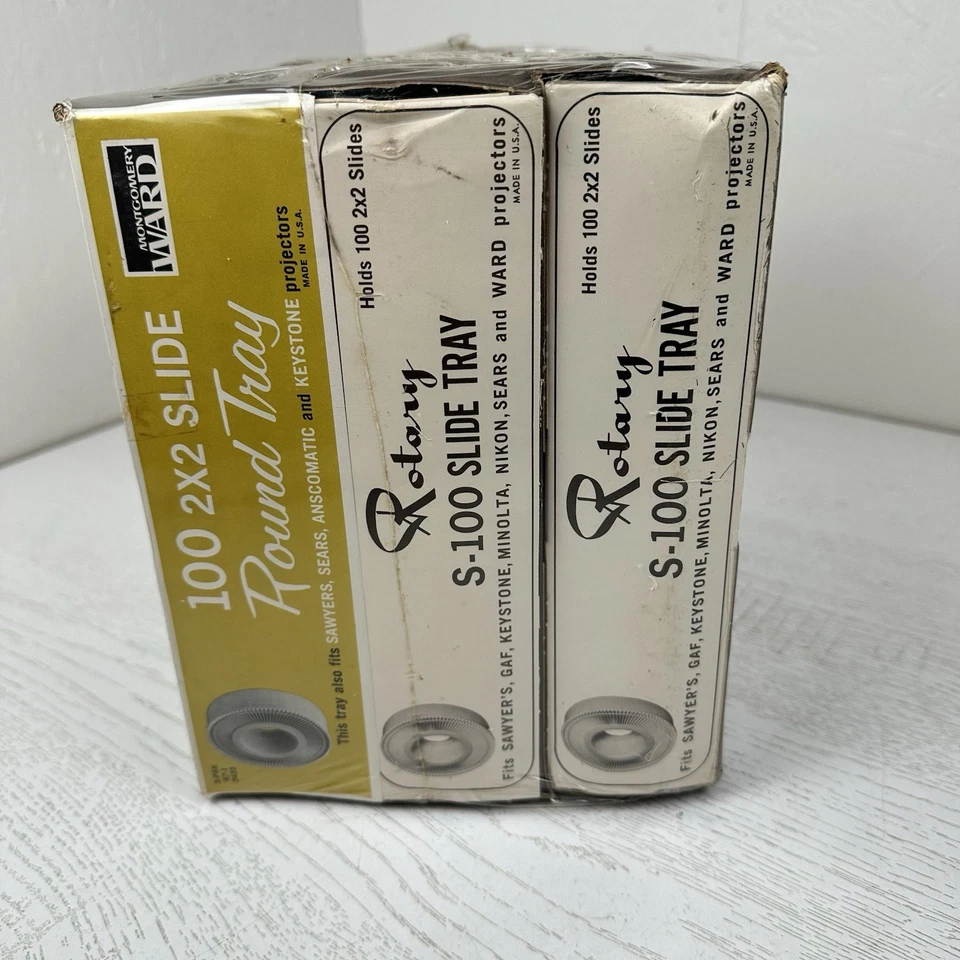 MONTGOMERY
WARD
100 2X2 SLIDE
Round Tray
This tray also fits SAWYERS, SEARS, ANSCOMATIC and KEYSTONE projectors
MADE IN U.S.A.
Holds 100 2x2 Slides
Rotary
S-100 SLIDE TRAY
Fits SAWYER'S, GAF, KEYSTONE, MINOLTA, NIKON, SEARS and WARD projectors
MADE IN U.S.A.
Holds 100 2x2 Slides
Rotary
S-100 SLIDE TRAY
Fits SAWYER'S, GAF, KEYSTONE, MINOLTA, NIKON, SEARS and WARD projectors
MADE IN U.S.A.